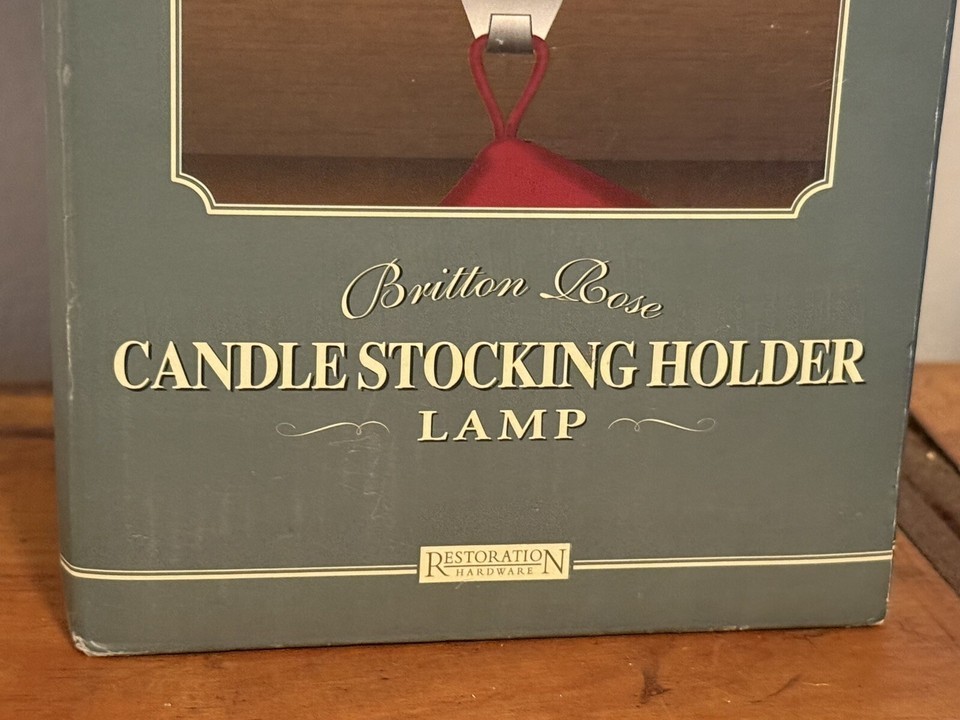 Britton Rose
CANDLE STOCKING HOLDER
LAMP
RESTORATION
HARDWARE